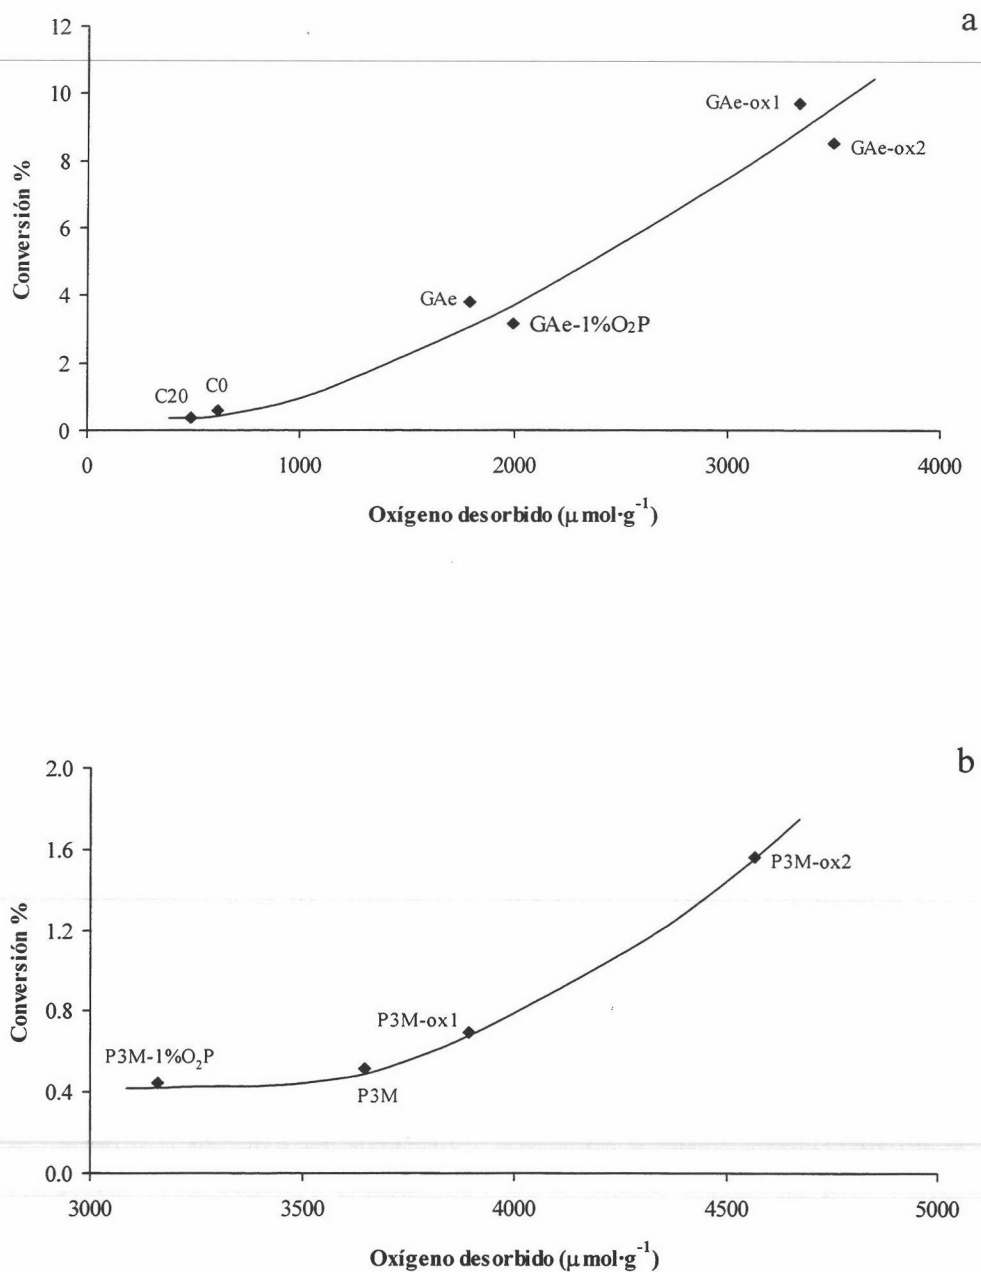 a
12
10
8
6
4
2
0
Conversión %
GAe-ox1
GAe-ox2
GAe
GAe-1%O₂P
C20
C0
0 1000 2000 3000 4000
Oxígeno desorbido (μmol·g⁻¹)
b
2.0
1.6
1.2
0.8
0.4
0.0
Conversión %
P3M-ox2
P3M-ox1
P3M-1%O₂P
P3M
3000 3500 4000 4500 5000
Oxígeno desorbido (μmol·g⁻¹)